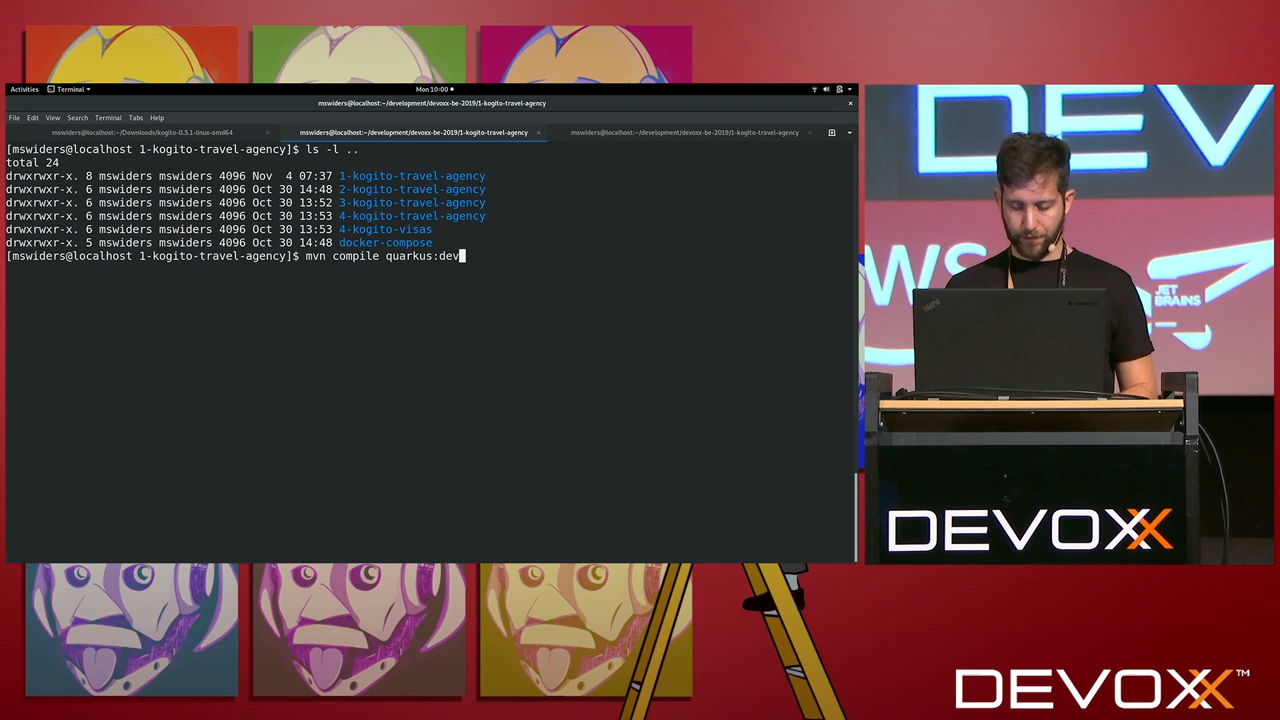 Activities Terminal Mon 10:00
mswiders@localhost:~/development/devoxx-be-2019/1-kogito-travel-agency
File Edit View Search Terminal Tabs Help
mswiders@localhost:~/Downloads/kogito-0.5.1-linux-amd64
mswiders@localhost:~/development/devoxx-be-2019/1-kogito-travel-agency
mswiders@localhost:~/development/devoxx-be-2019/1-kogito-travel-agency
[mswiders@localhost 1-kogito-travel-agency]$ ls -l ..
total 24
drwxrwxr-x. 8 mswiders mswiders 4096 Nov  4 07:37 1-kogito-travel-agency
drwxrwxr-x. 6 mswiders mswiders 4096 Oct 30 14:48 2-kogito-travel-agency
drwxrwxr-x. 6 mswiders mswiders 4096 Oct 30 13:52 3-kogito-travel-agency
drwxrwxr-x. 6 mswiders mswiders 4096 Oct 30 13:53 4-kogito-travel-agency
drwxrwxr-x. 6 mswiders mswiders 4096 Oct 30 13:53 4-kogito-visas
drwxrwxr-x. 5 mswiders mswiders 4096 Oct 30 14:48 docker-compose
[mswiders@localhost 1-kogito-travel-agency]$ mvn compile quarkus:dev
DEV
WS
JET
BRAINS
ThinkPad
DEVOXX
DEVOXX™